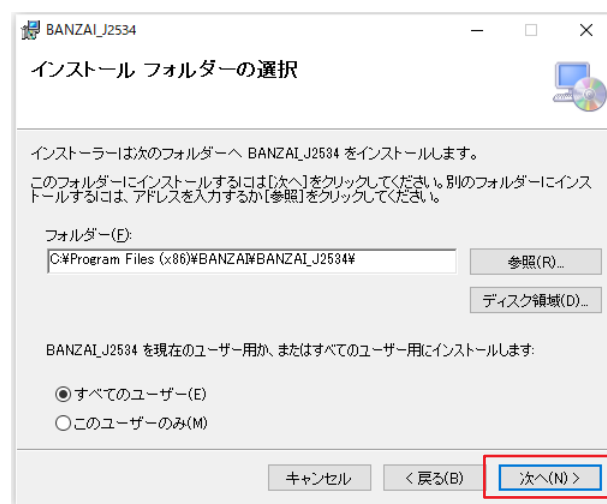 BANZAI_J2534
インストール フォルダーの選択
インストーラーは次のフォルダーへ BANZAI_J2534 をインストールします。
このフォルダーにインストールするには[次へ]をクリックしてください。別のフォルダーにインス
トールするには、アドレスを入力するか[参照]をクリックしてください。
フォルダー(F):
C:¥Program Files (x86)¥BANZAI¥BANZAI_J2534¥
参照(R)...
ディスク領域(D)...
BANZAI_J2534 を現在のユーザー用か、またはすべてのユーザー用にインストールします:
すべてのユーザー(E)
このユーザーのみ(M)
キャンセル
< 戻る(B)
次へ(N) >